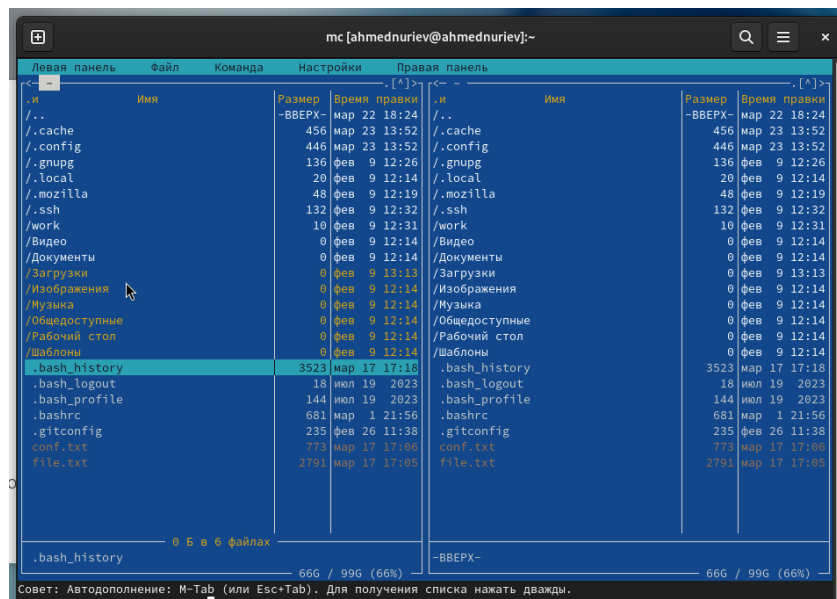 mc [ahmednuriev@ahmednuriev]:~
Левая панель Файл Команда Настройки Правая панель
<- ~ .[^]> <- ~ .[^]>
.и Имя Размер Время правки .и Имя Размер Время правки
/.. -ВВЕРХ- мар 22 18:24 /.. -ВВЕРХ- мар 22 18:24
/.cache 456 мар 23 13:52 /.cache 456 мар 23 13:52
/.config 446 мар 23 13:52 /.config 446 мар 23 13:52
/.gnupg 136 фев 9 12:26 /.gnupg 136 фев 9 12:26
/.local 20 фев 9 12:14 /.local 20 фев 9 12:14
/.mozilla 48 фев 9 12:19 /.mozilla 48 фев 9 12:19
/.ssh 132 фев 9 12:32 /.ssh 132 фев 9 12:32
/work 10 фев 9 12:31 /work 10 фев 9 12:31
/Видео 0 фев 9 12:14 /Видео 0 фев 9 12:14
/Документы 0 фев 9 12:14 /Документы 0 фев 9 12:14
/Загрузки 0 фев 9 13:13 /Загрузки 0 фев 9 13:13
/Изображения 0 фев 9 12:14 /Изображения 0 фев 9 12:14
/Музыка 0 фев 9 12:14 /Музыка 0 фев 9 12:14
/Общедоступные 0 фев 9 12:14 /Общедоступные 0 фев 9 12:14
/Рабочий стол 0 фев 9 12:14 /Рабочий стол 0 фев 9 12:14
/Шаблоны 0 фев 9 12:14 /Шаблоны 0 фев 9 12:14
.bash_history 3523 мар 17 17:18 .bash_history 3523 мар 17 17:18
.bash_logout 18 июл 19 2023 .bash_logout 18 июл 19 2023
.bash_profile 144 июл 19 2023 .bash_profile 144 июл 19 2023
.bashrc 681 мар 1 21:56 .bashrc 681 мар 1 21:56
.gitconfig 235 фев 26 11:38 .gitconfig 235 фев 26 11:38
conf.txt 773 мар 17 17:06 conf.txt 773 мар 17 17:06
file.txt 2791 мар 17 17:05 file.txt 2791 мар 17 17:05
0 Б в 6 файлах
.bash_history -ВВЕРХ-
66G / 99G (66%) 66G / 99G (66%)
Совет: Автодополнение: M-Tab (или Esc+Tab). Для получения списка нажать дважды.